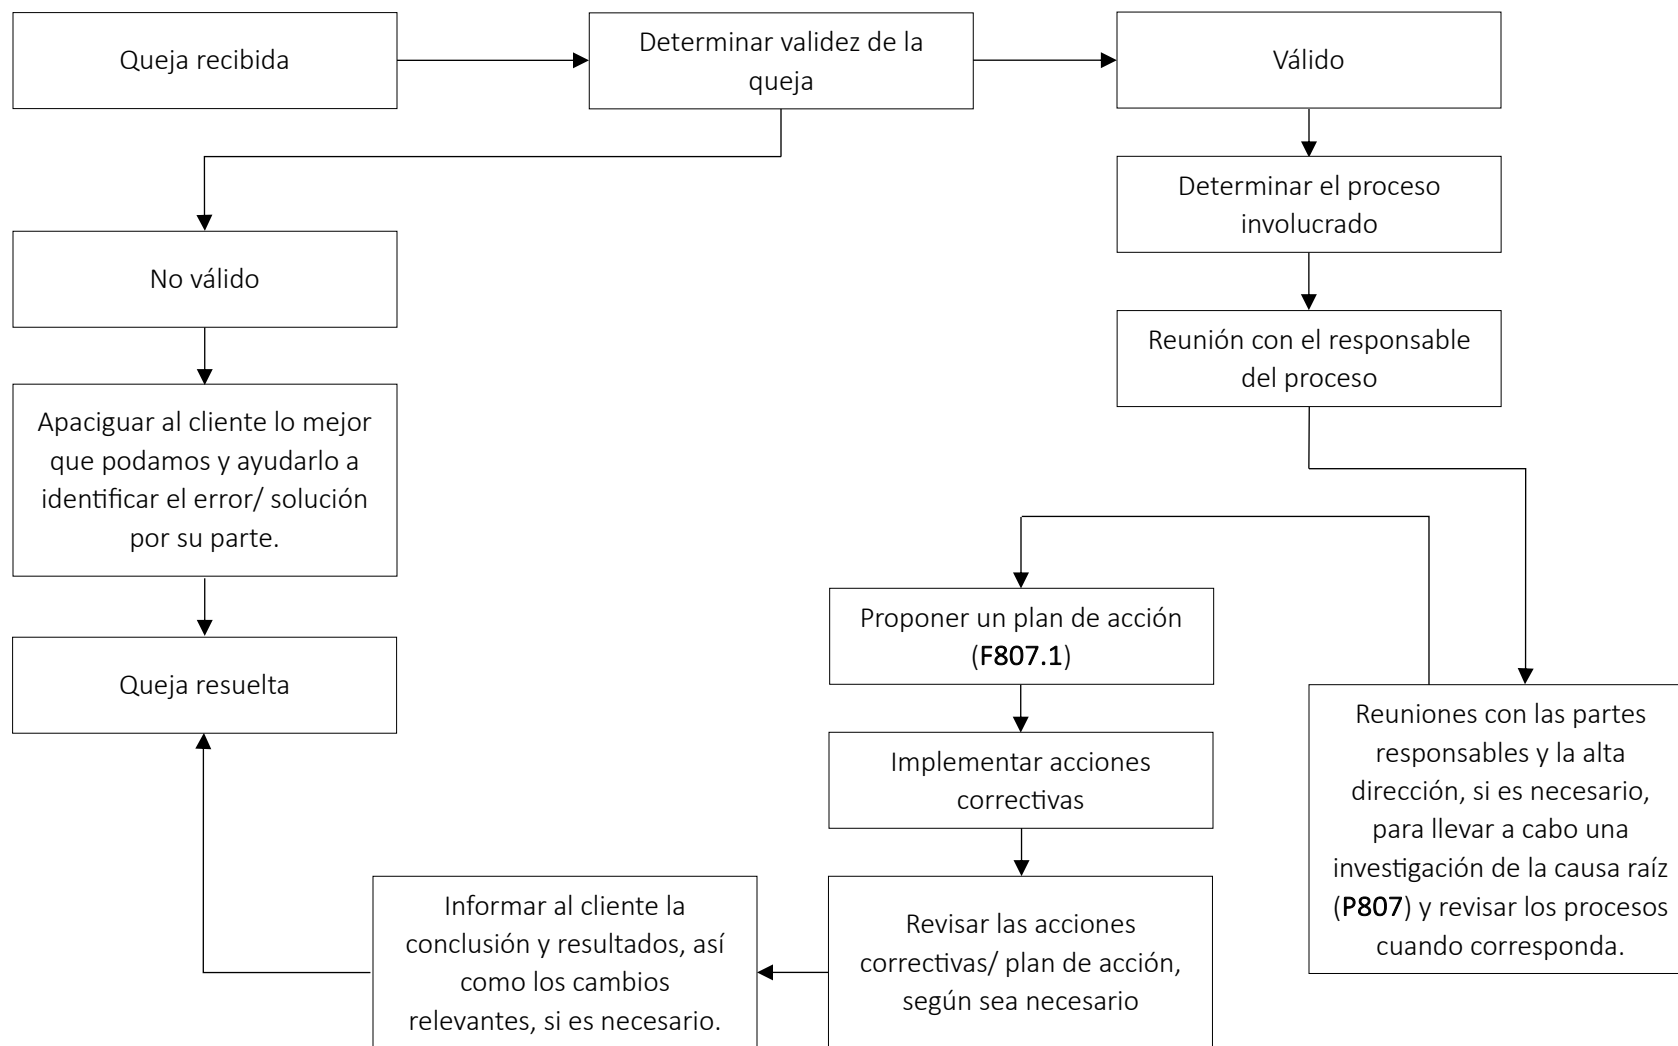 Queja recibida
Determinar validez de la
queja
Válido
Determinar el proceso
involucrado
No válido
Reunión con el responsable
del proceso
Apaciguar al cliente lo mejor
que podamos y ayudarlo a
identificar el error/ solución
por su parte.
Proponer un plan de acción
(F807.1)
Queja resuelta
Reuniones con las partes
responsables y la alta
dirección, si es necesario,
para llevar a cabo una
investigación de la causa raíz
(P807) y revisar los procesos
cuando corresponda.
Implementar acciones
correctivas
Revisar las acciones
correctivas/ plan de acción,
según sea necesario
Informar al cliente la
conclusión y resultados, así
como los cambios
relevantes, si es necesario.